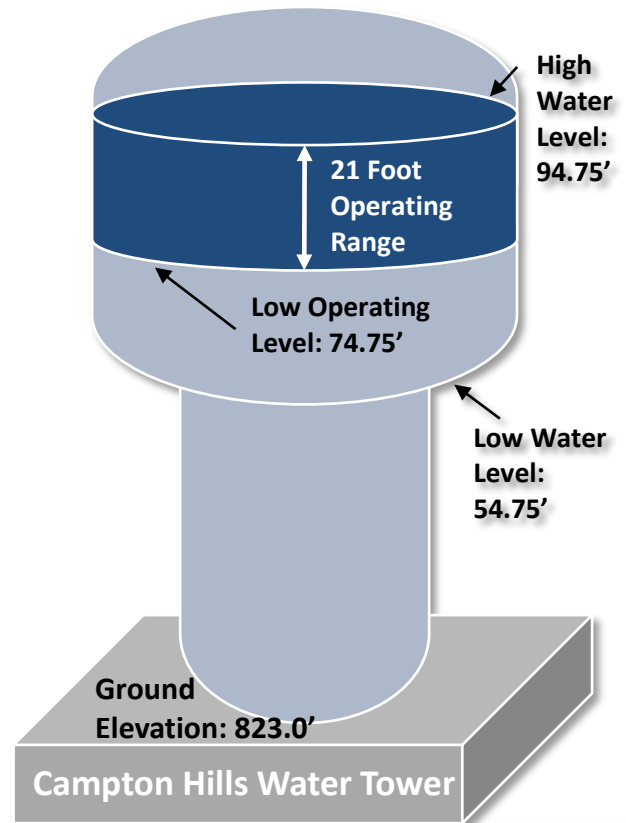 High
Water
Level:
94.75’
21 Foot
Operating
Range
Low Operating
Level: 74.75’
Low Water
Level:
54.75’
Ground
Elevation: 823.0’
Campton Hills Water Tower